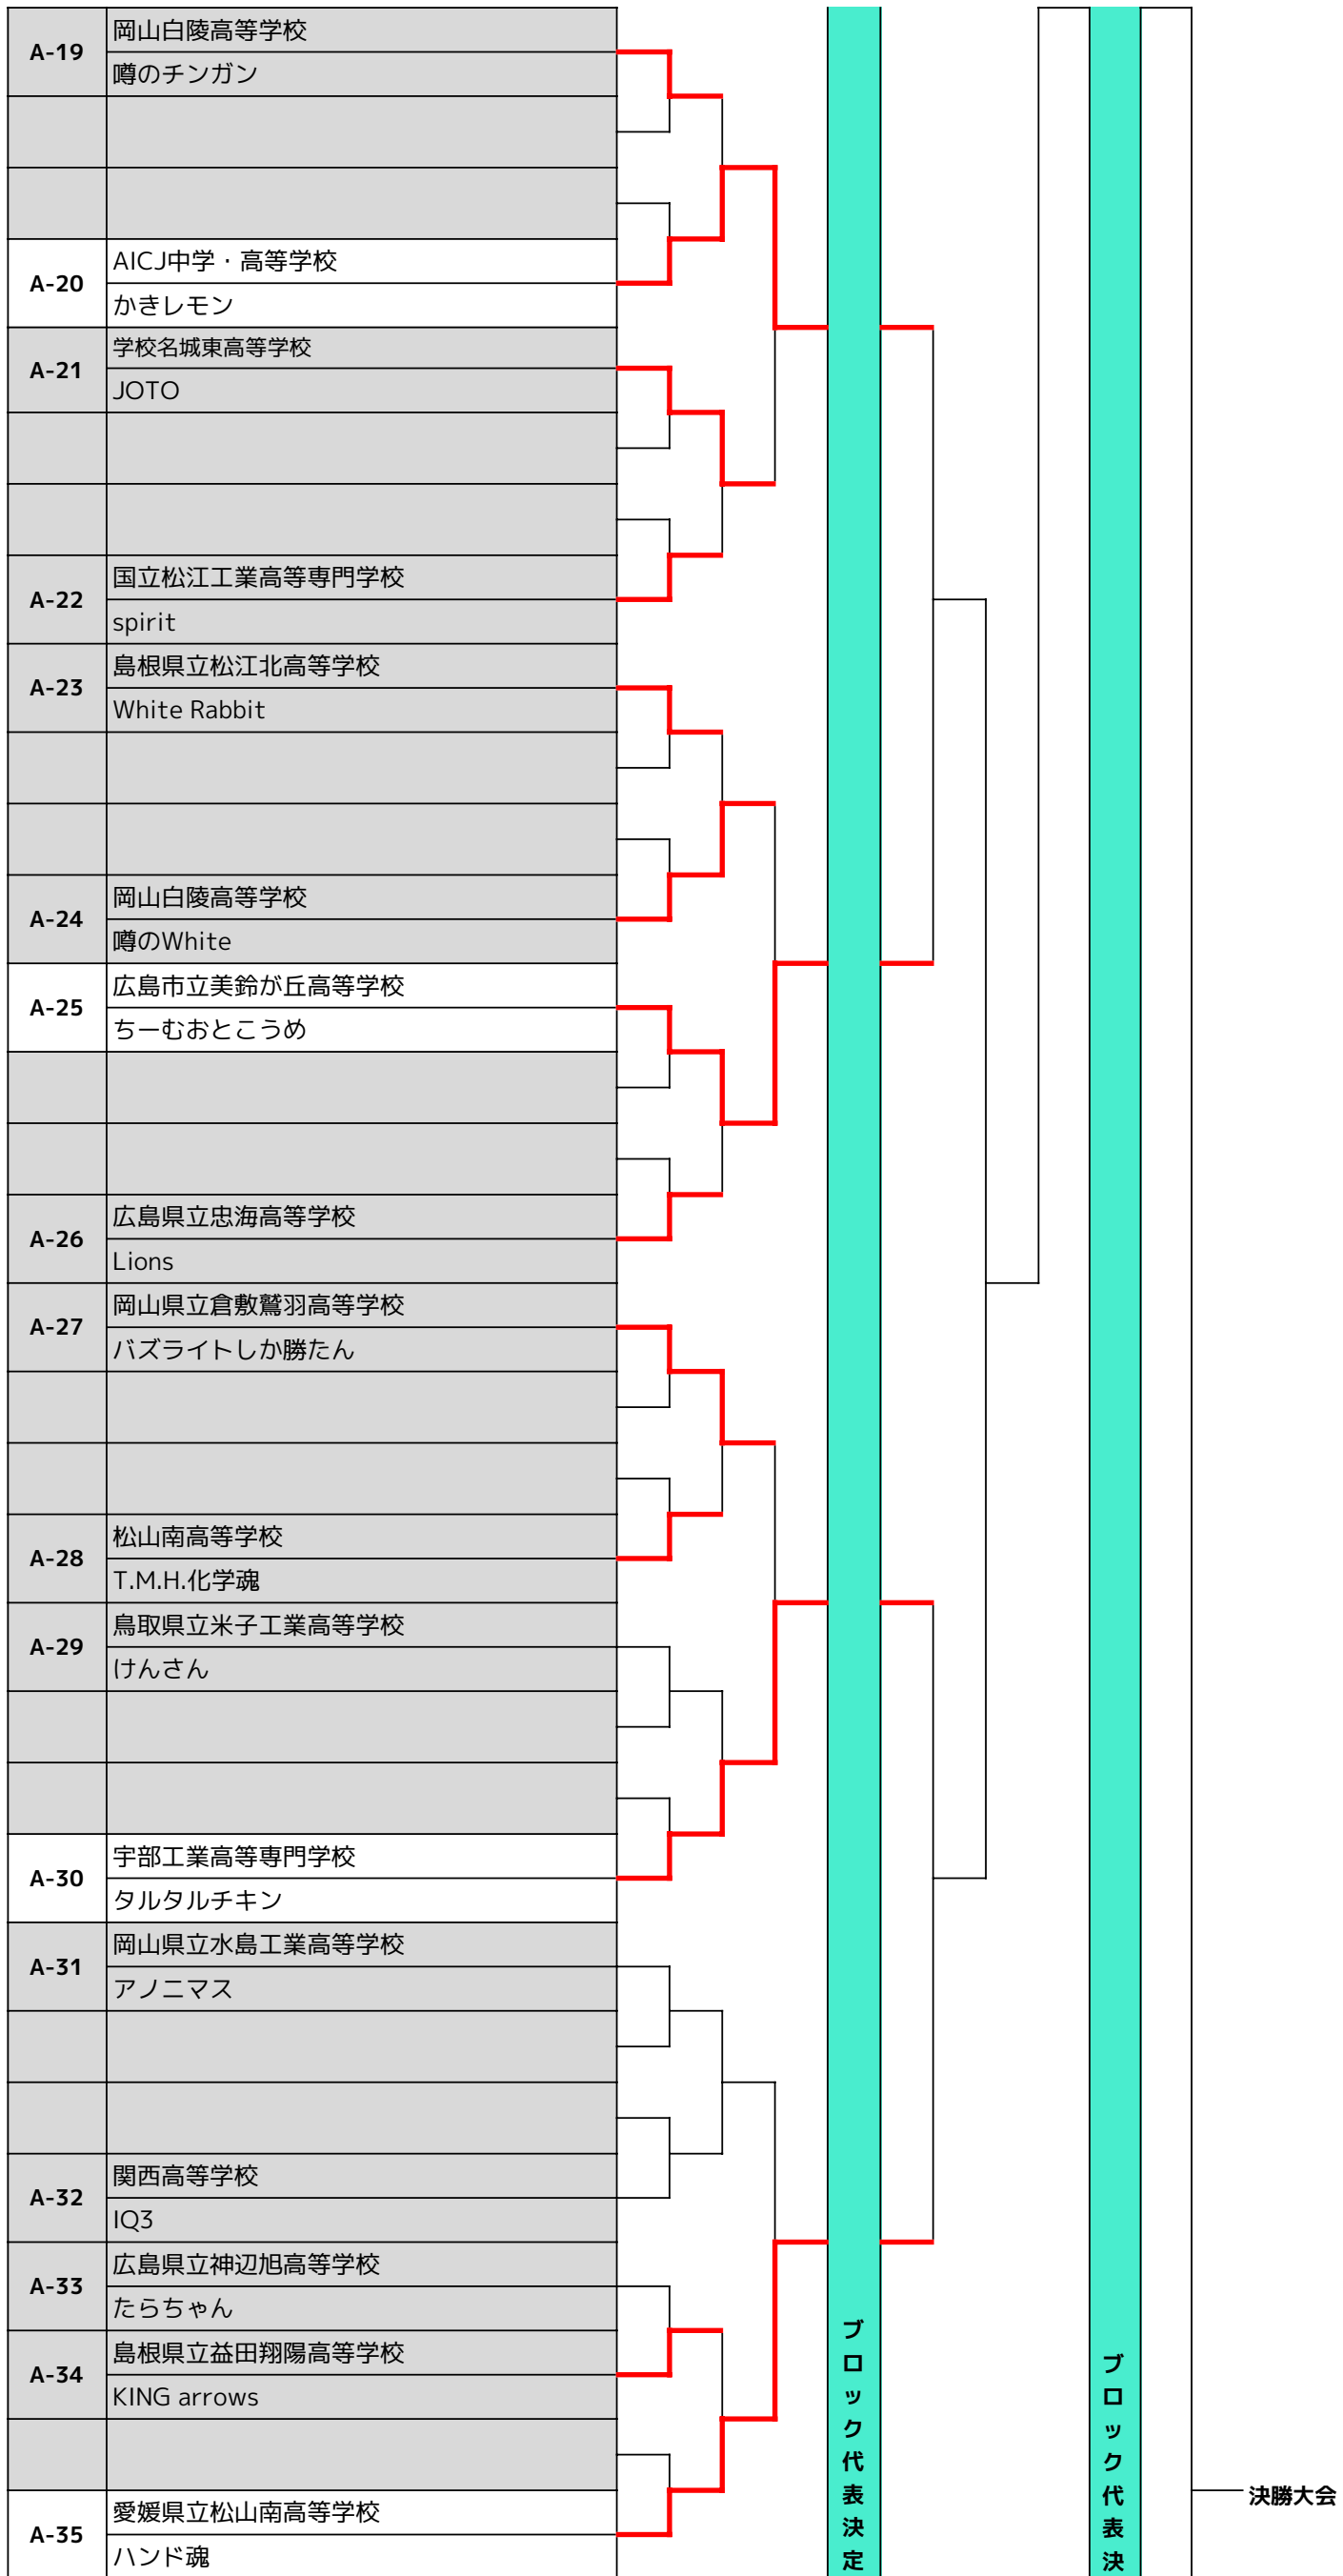 A-19
岡山白陵高等学校
噂のチンガン
A-20
AICJ中学・高等学校
かきレモン
A-21
学校名城東高等学校
JOTO
A-22
国立松江工業高等専門学校
spirit
A-23
島根県立松江北高等学校
White Rabbit
A-24
岡山白陵高等学校
噂のWhite
A-25
広島市立美鈴が丘高等学校
ちーむおとこうめ
A-26
広島県立忠海高等学校
Lions
A-27
岡山県立倉敷鷲羽高等学校
バズライトしか勝たん
A-28
松山南高等学校
T.M.H.化学魂
A-29
鳥取県立米子工業高等学校
けんさん
A-30
宇部工業高等専門学校
タルタルチキン
A-31
岡山県立水島工業高等学校
アノニマス
A-32
関西高等学校
IQ3
A-33
広島県立神辺旭高等学校
たらちゃん
A-34
島根県立益田翔陽高等学校
KING arrows
A-35
愛媛県立松山南高等学校
ハンド魂
ブロック代表決定
ブロック代表決
決勝大会